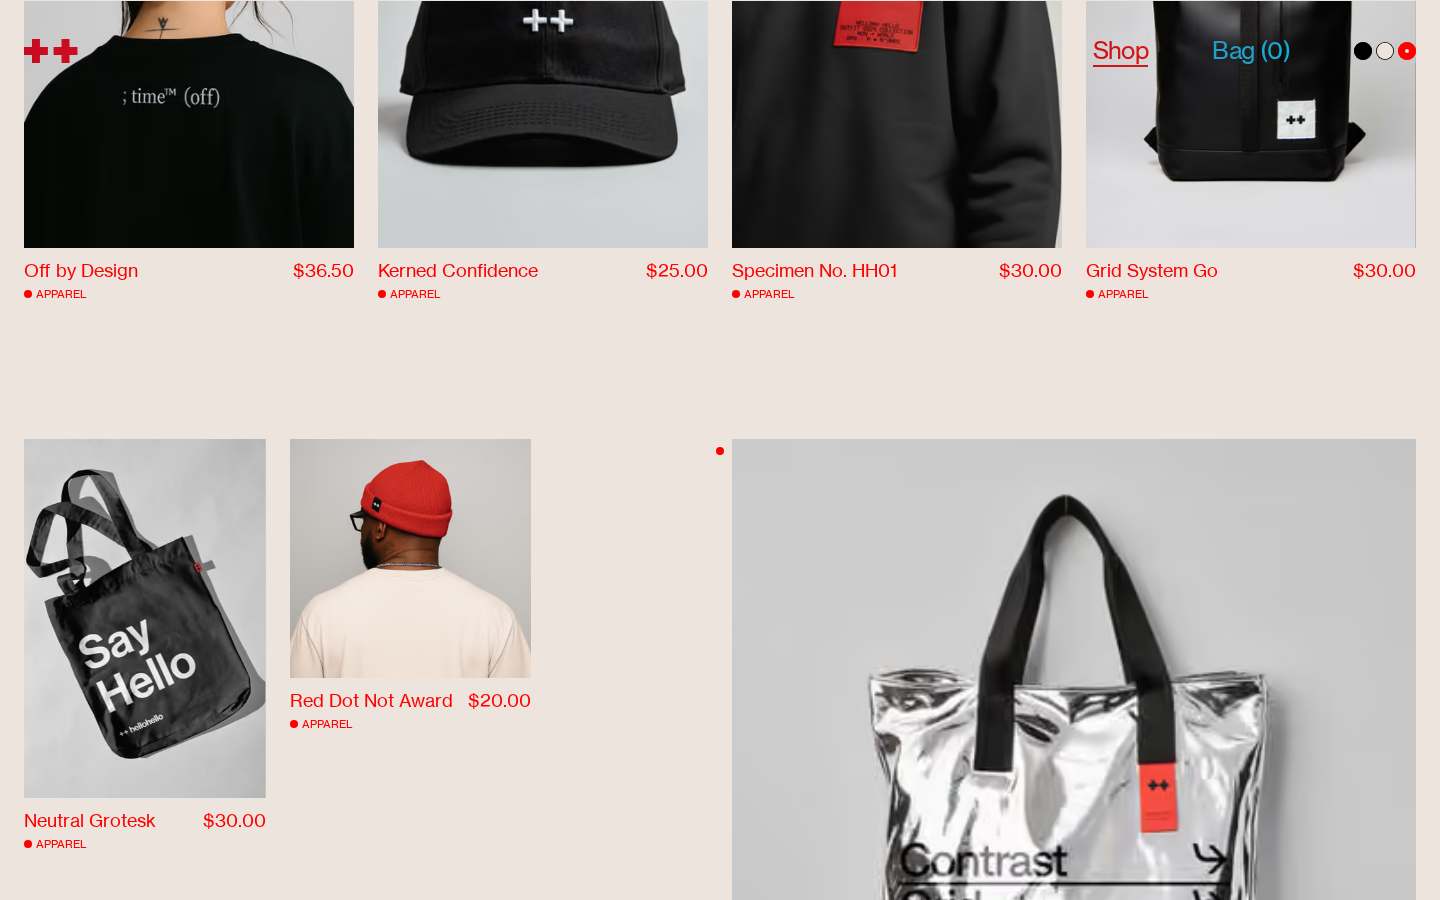 ++
; time™ (off)
++
Shop
Bag (0)
++
Off by Design
$36.50
APPAREL
Kerned Confidence
$25.00
APPAREL
Specimen No. HH01
$30.00
APPAREL
Grid System Go
$30.00
APPAREL
Say
Hello
++ hellohello
Neutral Grotesk
$30.00
APPAREL
Red Dot Not Award
$20.00
APPAREL
++
Contrast